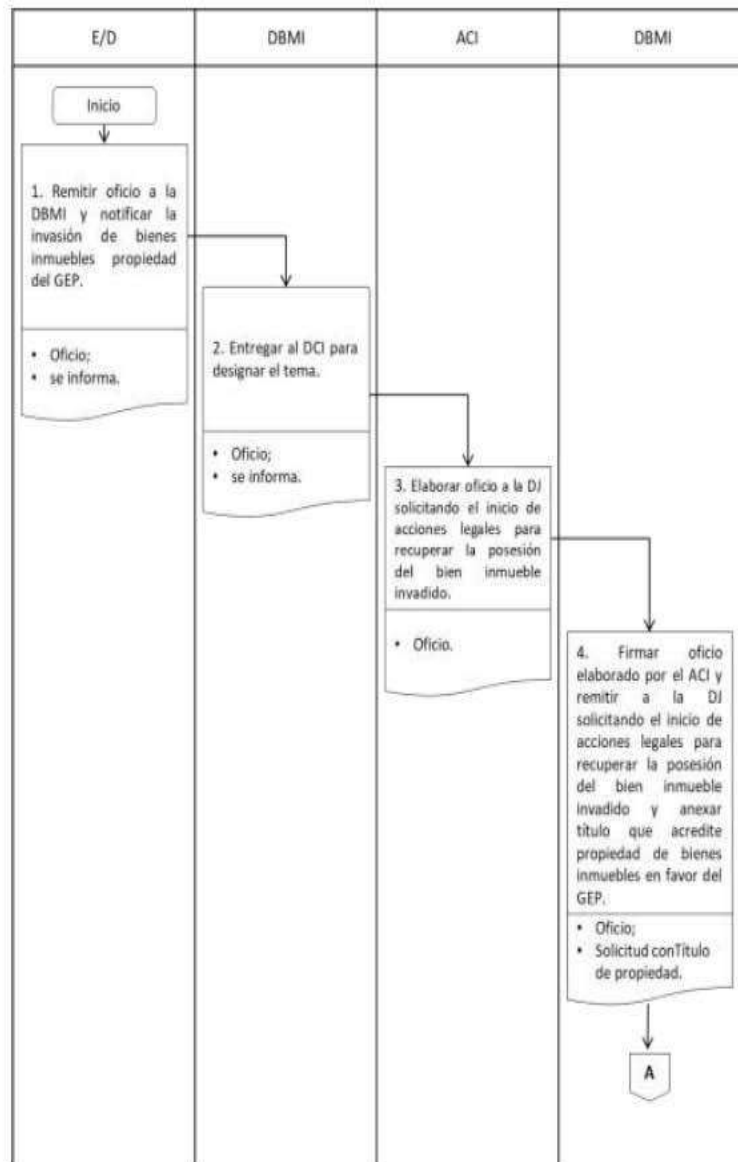 E/D
DBMI
ACI
DBMI
Inicio
1. Remitir oficio a la
DBMI y notificar la
invasión de bienes
inmuebles propiedad
del GEP.
• Oficio;
• se informa.
2. Entregar al DCI para
designar el tema.
• Oficio;
• se informa.
3. Elaborar oficio a la DJ
solicitando el inicio de
acciones legales para
recuperar la posesión
del bien inmueble
invadido.
• Oficio.
4. Firmar oficio
elaborado por el ACI y
remitir a la DJ
solicitando el inicio de
acciones legales para
recuperar la posesión
del bien inmueble
invadido y anexar
título que acredite
propiedad de bienes
inmuebles en favor del
GEP.
• Oficio;
• Solicitud conTítulo
de propiedad.
A